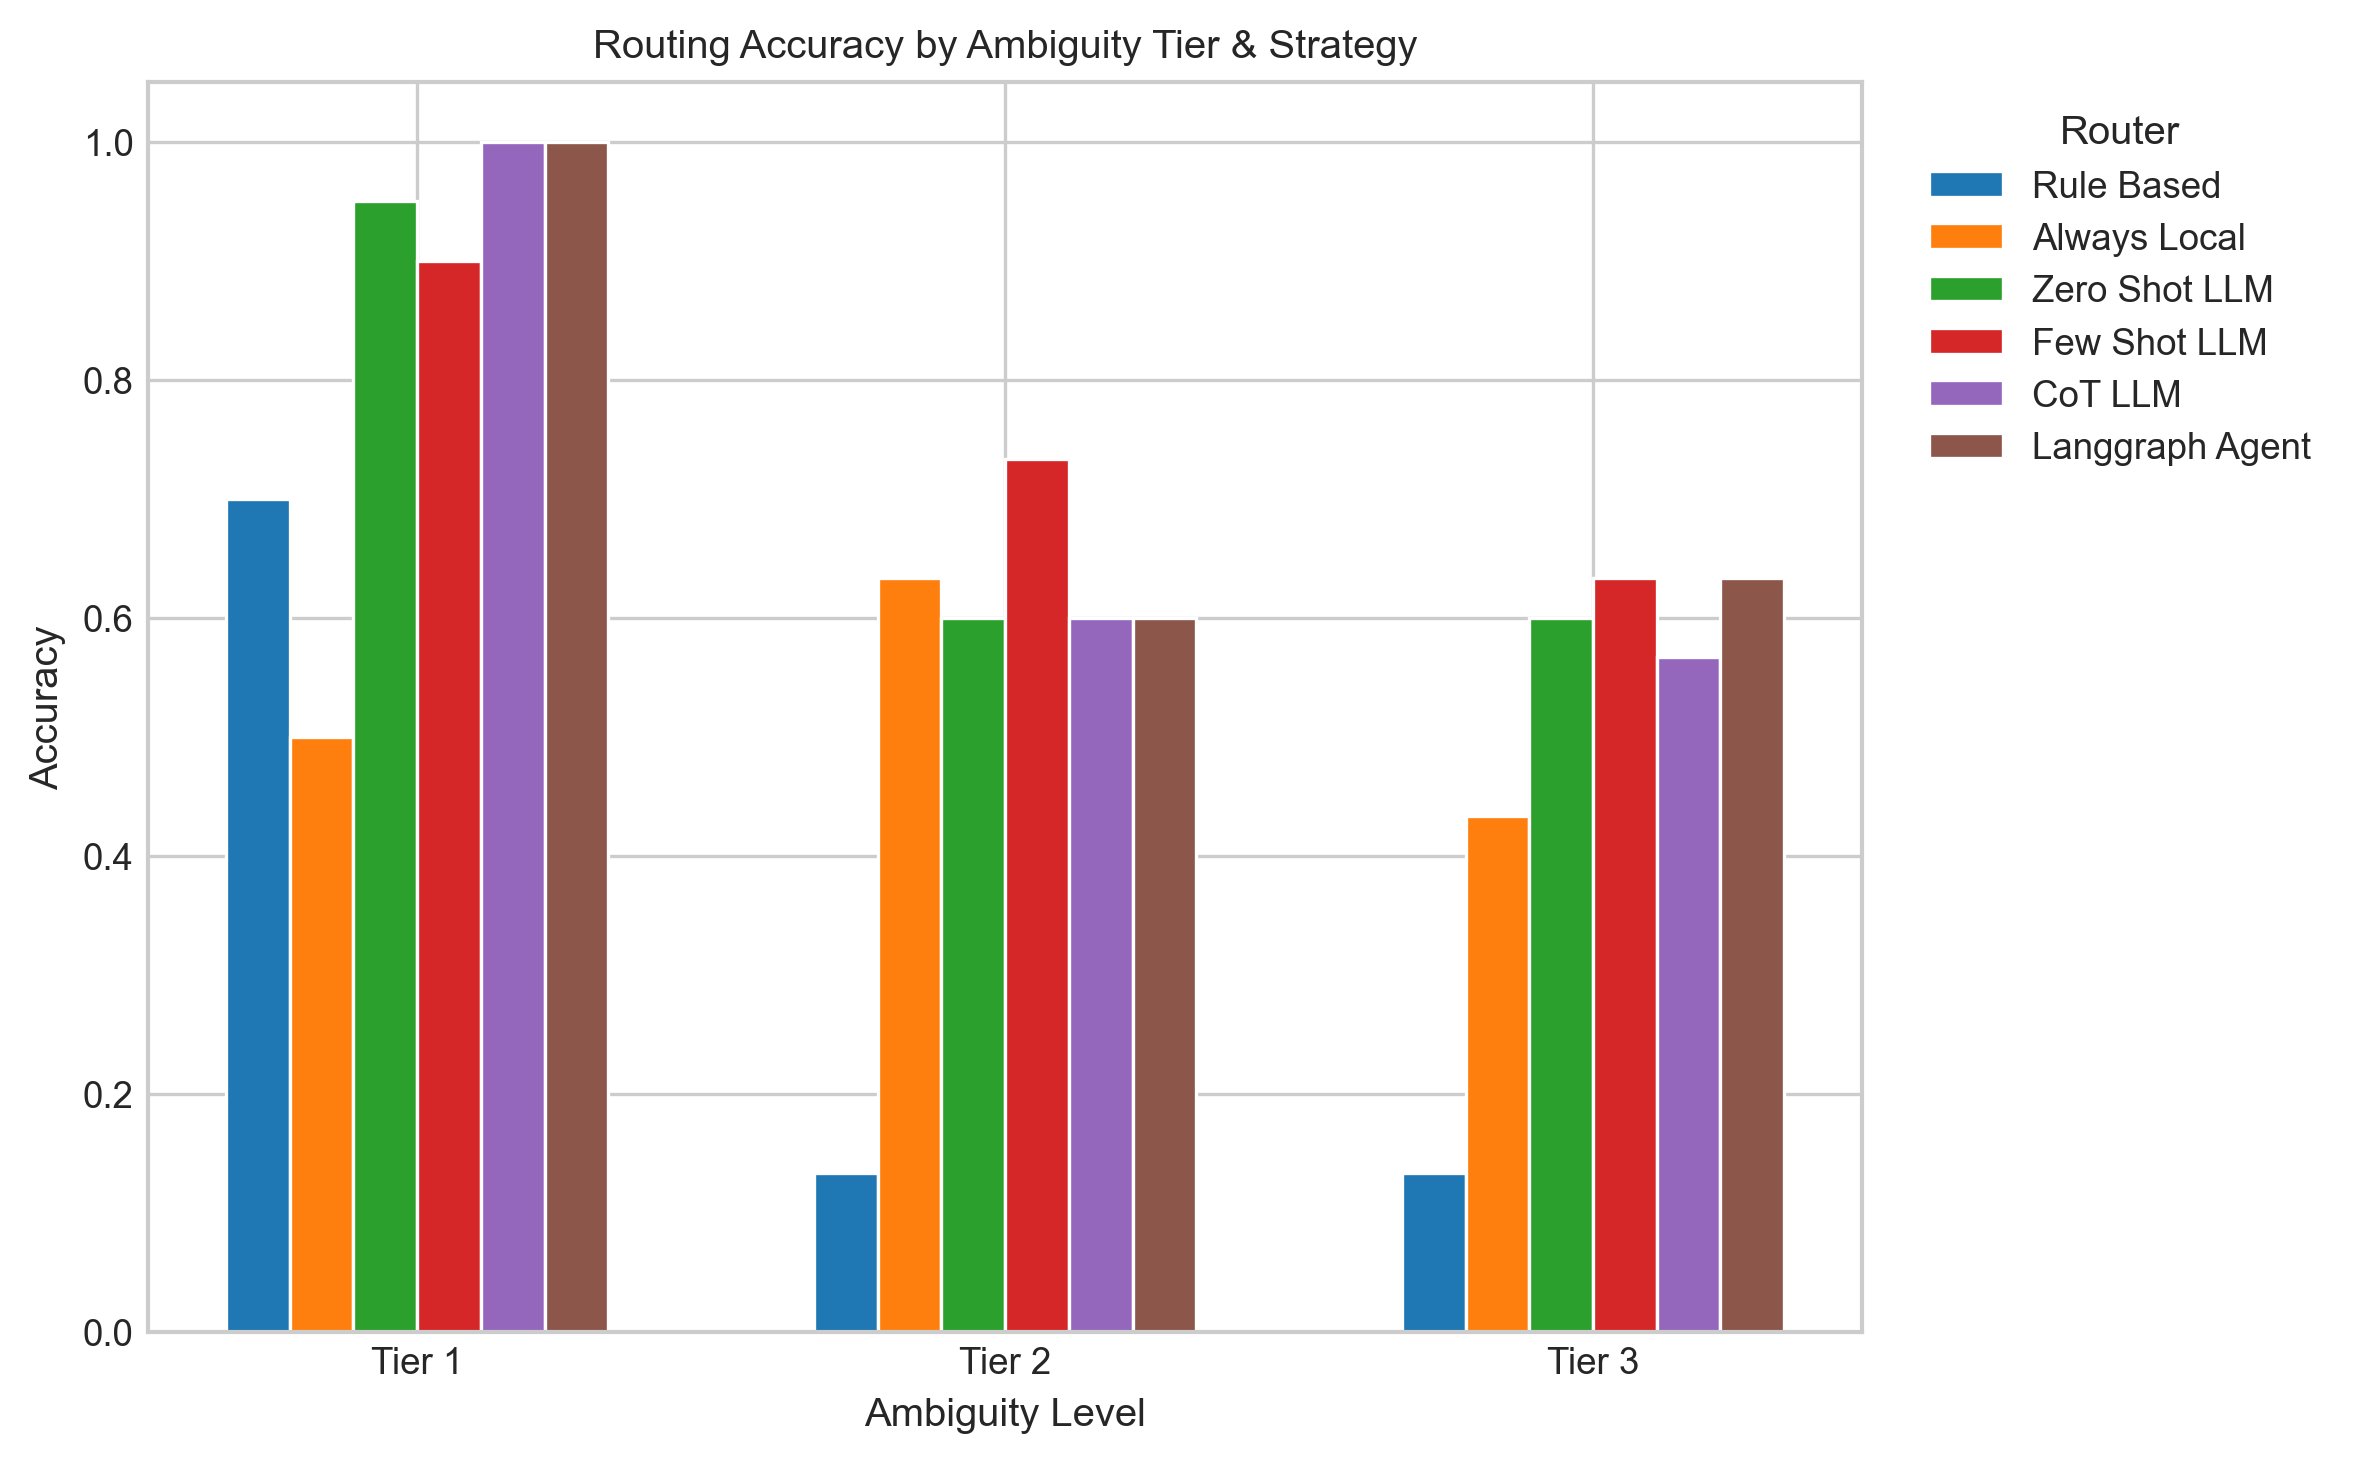 Routing Accuracy by Ambiguity Tier & Strategy
Accuracy
1.0
0.8
0.6
0.4
0.2
0.0
Tier 1
Tier 2
Tier 3
Ambiguity Level
Router
Rule Based
Always Local
Zero Shot LLM
Few Shot LLM
CoT LLM
Langgraph Agent